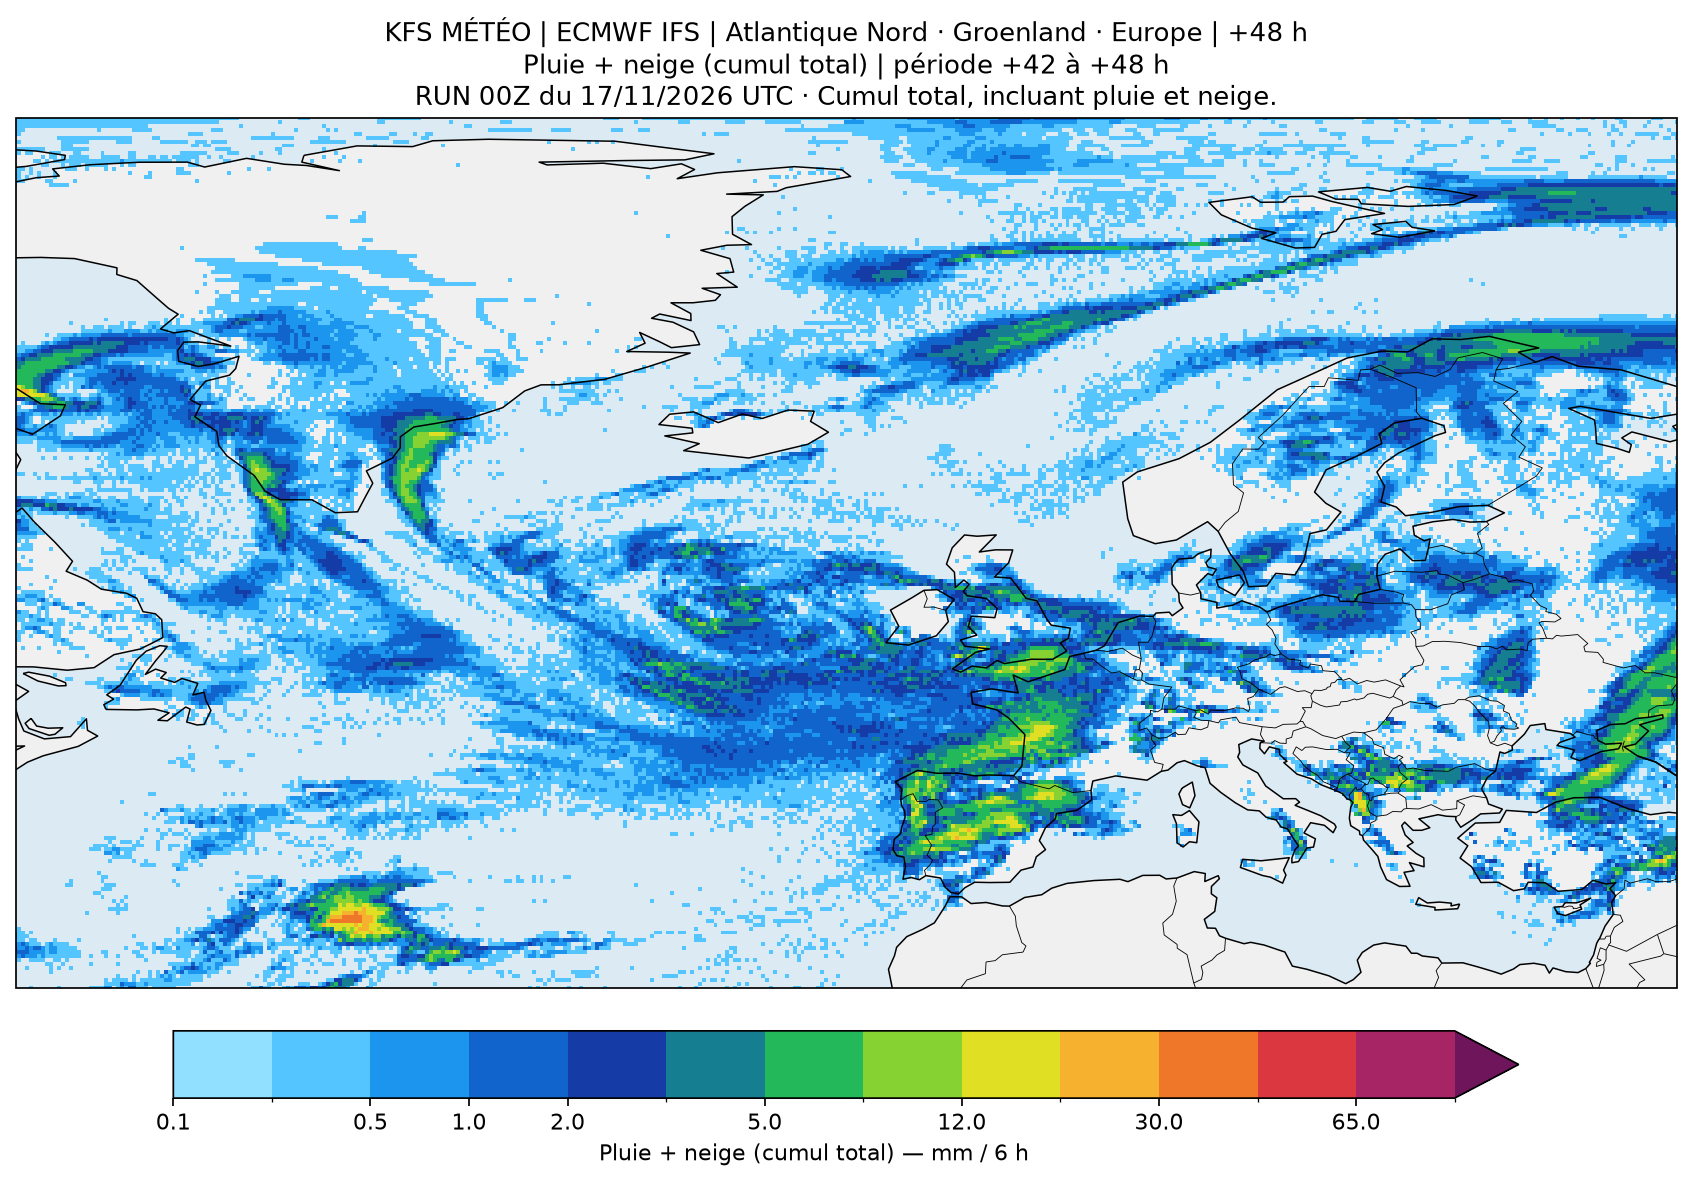 KFS MÉTÉO | ECMWF IFS | Atlantique Nord · Groenland · Europe | +48 h
Pluie + neige (cumul total) | période +42 à +48 h
RUN 00Z du 17/11/2026 UTC · Cumul total, incluant pluie et neige.
0.1 0.5 1.0 2.0 5.0 12.0 30.0 65.0
Pluie + neige (cumul total) — mm / 6 h